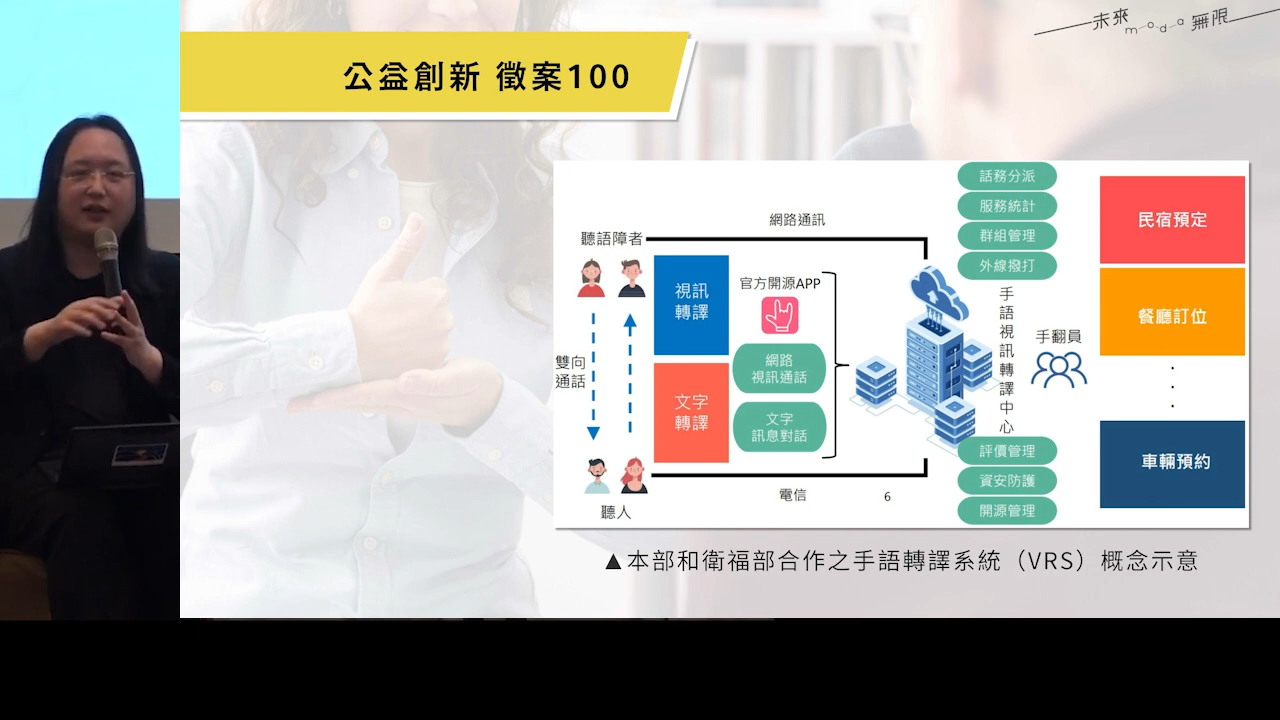 未來 moda 無限
公益創新 徵案100
網路通訊
聽語障者
雙向
通話
聽人
視訊
轉譯
文字
轉譯
官方開源APP
網路
視訊通話
文字
訊息對話
電信
6
話務分派
服務統計
群組管理
外線撥打
手語視訊轉譯中心
手翻員
評價管理
資安防護
開源管理
民宿預定
餐廳訂位
車輛預約
▲本部和衛福部合作之手語轉譯系統（VRS）概念示意